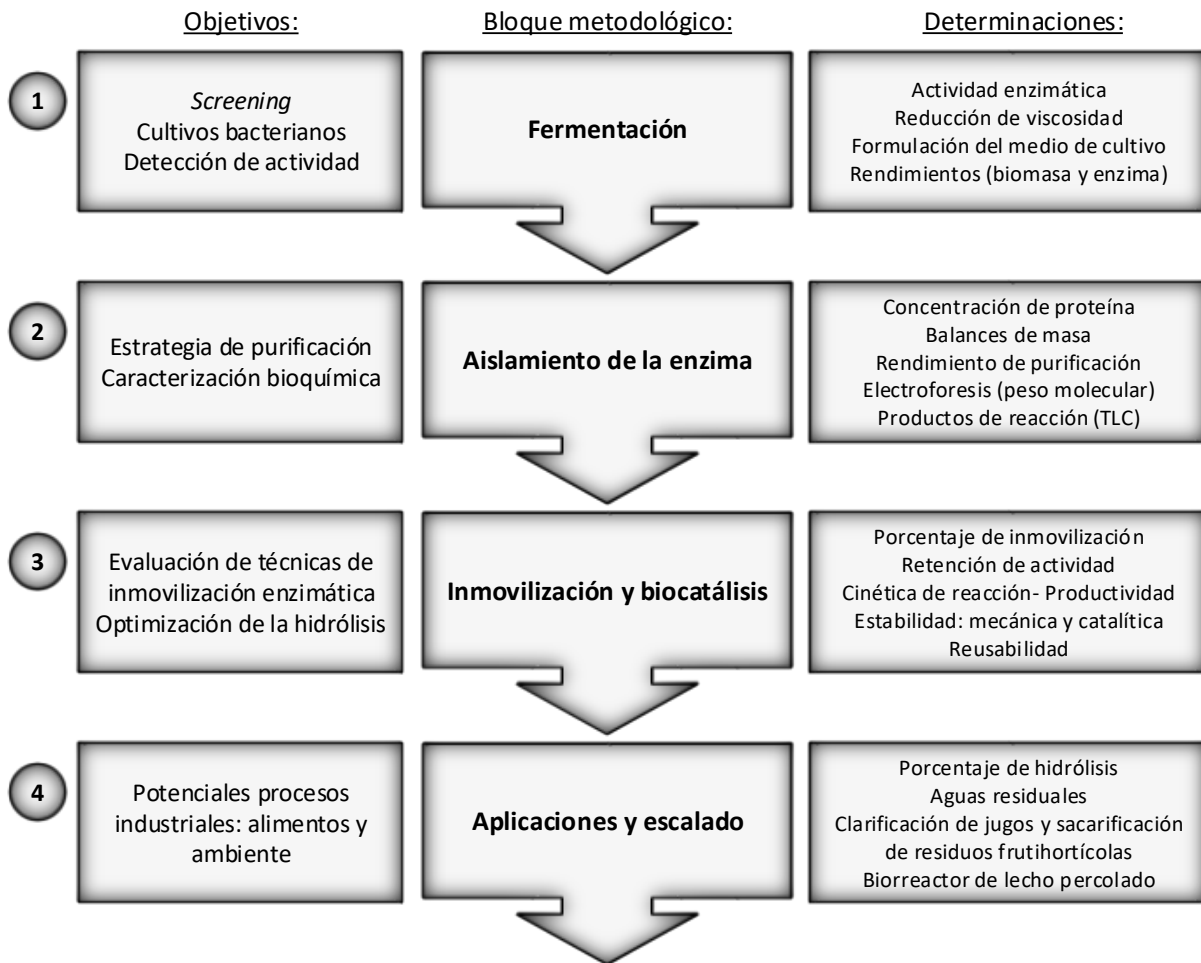 Objetivos:
Bloque metodológico:
Determinaciones:
1
Screening
Cultivos bacterianos
Detección de actividad
Fermentación
Actividad enzimática
Reducción de viscosidad
Formulación del medio de cultivo
Rendimientos (biomasa y enzima)
2
Estrategia de purificación
Caracterización bioquímica
Aislamiento de la enzima
Concentración de proteína
Balances de masa
Rendimiento de purificación
Electroforesis (peso molecular)
Productos de reacción (TLC)
3
Evaluación de técnicas de
inmovilización enzimática
Optimización de la hidrólisis
Inmovilización y biocatálisis
Porcentaje de inmovilización
Retención de actividad
Cinética de reacción- Productividad
Estabilidad: mecánica y catalítica
Reusabilidad
4
Potenciales procesos
industriales: alimentos y
ambiente
Aplicaciones y escalado
Porcentaje de hidrólisis
Aguas residuales
Clarificación de jugos y sacarificación
de residuos frutihortícolas
Biorreactor de lecho percolado